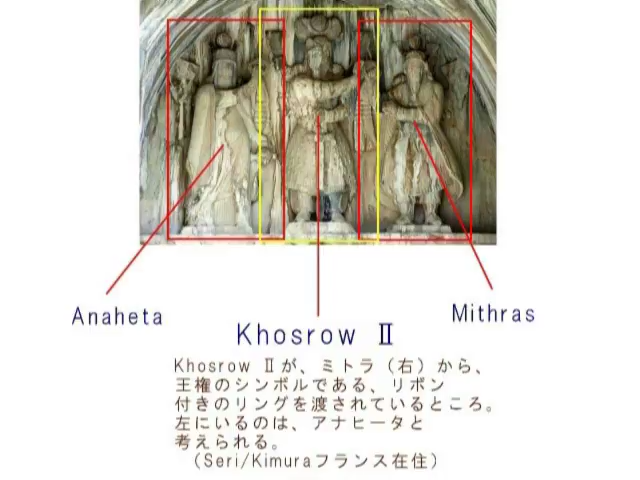 Anaheta
Mithras
Khosrow Ⅱ
Khosrow Ⅱが、ミトラ（右）から、
王権のシンボルである、リボン
付きのリングを渡されているところ。
左にいるのは、アナヒータと
考えられる。
（Seri/Kimuraフランス在住）